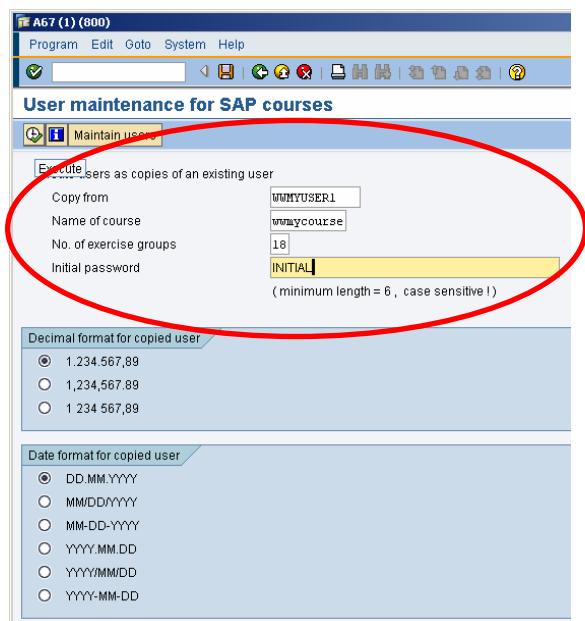 A67 (1) (800)
Program Edit Goto System Help
User maintenance for SAP courses
Maintain users
Execute
users as copies of an existing user
Copy from WWMYUSER1
Name of course wwmycourse
No. of exercise groups 18
Initial password INITIAL
( minimum length = 6 , case sensitive ! )
Decimal format for copied user
1.234.567,89
1,234,567.89
1 234 567,89
Date format for copied user
DD.MM.YYYY
MM/DD/YYYY
MM-DD-YYYY
YYYY.MM.DD
YYYY/MM/DD
YYYY-MM-DD